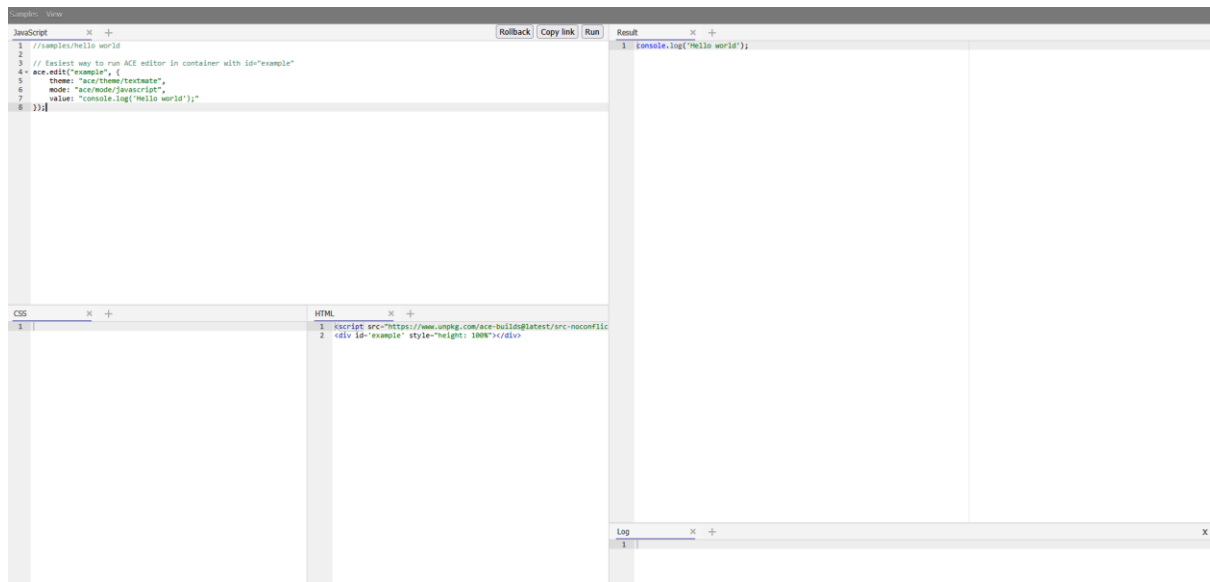 Samples View
JavaScript × + Rollback Copy link Run
1 //samples/hello world
2
3 // Easiest way to run ACE editor in container with id="example"
4 ace.edit("example", {
5 theme: "ace/theme/textmate",
6 mode: "ace/mode/javascript",
7 value: "console.log('Hello world');"
8 });
Result × +
1 console.log('Hello world');
CSS × +
1
HTML × +
1 <script src="https://www.unpkg.com/ace-builds@latest/src-noconflic
2 <div id='example' style="height: 100%"></div>
Log × + X
1